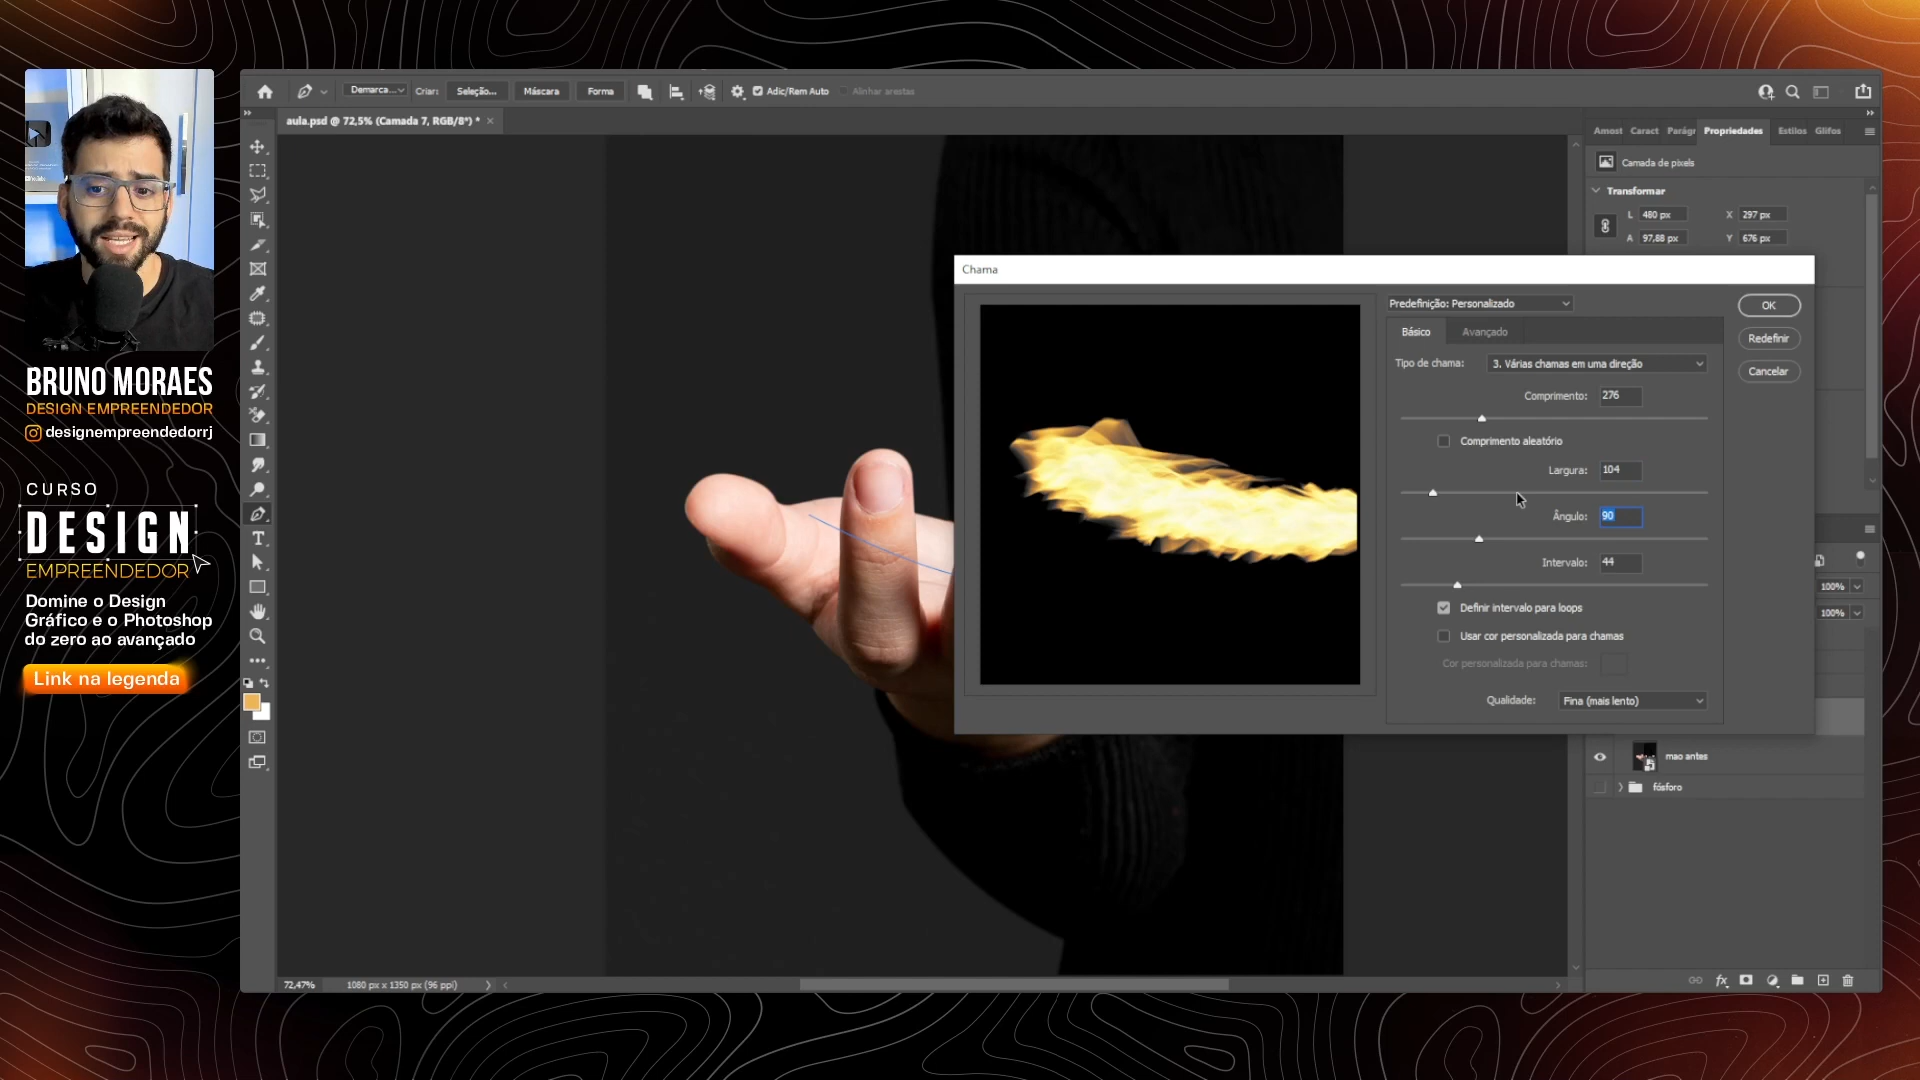 BRUNO MORAES
DESIGN EMPREENDEDOR
designempreendedorrj
CURSO
DESIGN
EMPREENDEDOR
Domine o Design
Gráfico e o Photoshop
do zero ao avançado
Link na legenda
Demarca...
Criar:
Seleção...
Máscara
Forma
Adic/Rem Auto
Alinhar arestas
aula.psd @ 72,5% (Camada 7, RGB/8*) *
Amost
Caract
Parágr
Propriedades
Estilos
Glifos
Camada de pixels
Transformar
L 480 px
X 297 px
A 97,88 px
Y 676 px
Chama
Predefinição: Personalizado
OK
Redefinir
Cancelar
Básico
Avançado
Tipo de chama: 3. Várias chamas em uma direção
Comprimento: 276
Comprimento aleatório
Largura: 104
Ângulo: 90
Intervalo: 44
Definir intervalo para loops
Usar cor personalizada para chamas
Cor personalizada para chamas:
Qualidade: Fina (mais lento)
100%
100%
mao antes
fósforo
72,47%
1080 px x 1350 px (96 ppi)
fx